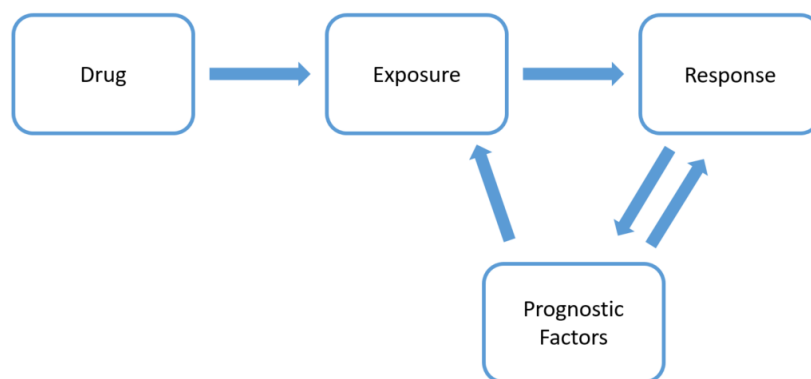 Drug
Exposure
Response
Prognostic
Factors